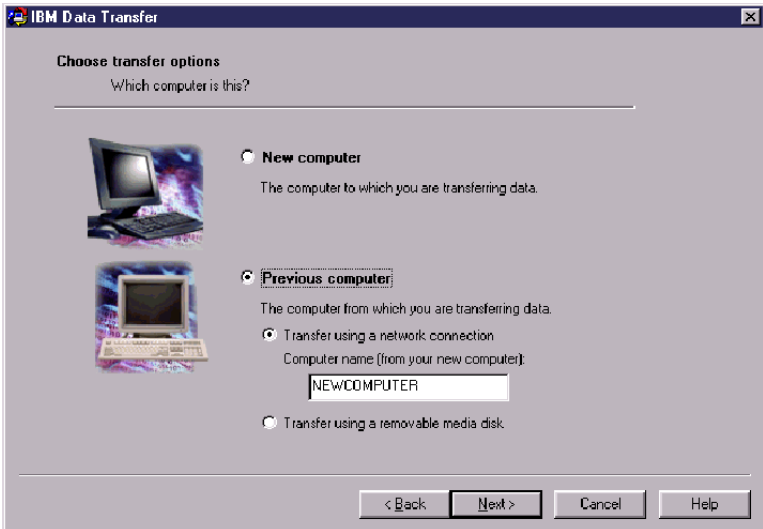 IBM Data Transfer
Choose transfer options
Which computer is this?
New computer
The computer to which you are transferring data.
Previous computer
The computer from which you are transferring data.
Transfer using a network connection
Computer name (from your new computer):
NEWCOMPUTER
Transfer using a removable media disk
< Back
Next >
Cancel
Help